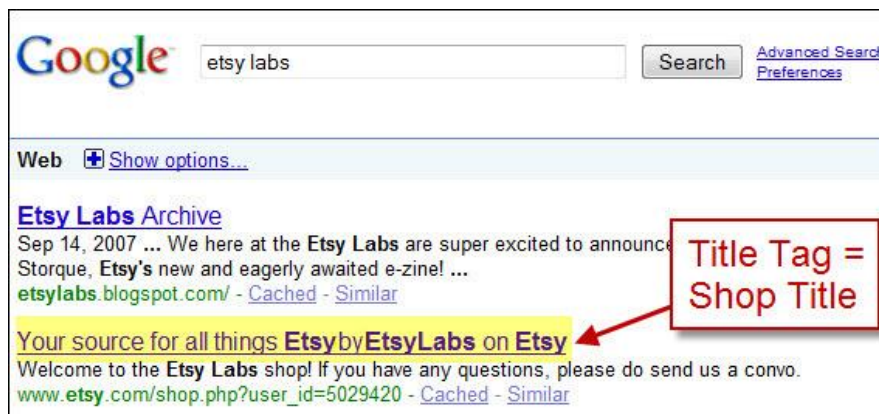 Google etsy labs Search Advanced Search
Preferences
Web Show options...
Etsy Labs Archive
Sep 14, 2007 ... We here at the Etsy Labs are super excited to announce
Storque, Etsy's new and eagerly awaited e-zine! ...
etsylabs.blogspot.com/ - Cached - Similar
Title Tag =
Shop Title
Your source for all things EtsybyEtsyLabs on Etsy
Welcome to the Etsy Labs shop! If you have any questions, please do send us a convo.
www.etsy.com/shop.php?user_id=5029420 - Cached - Similar